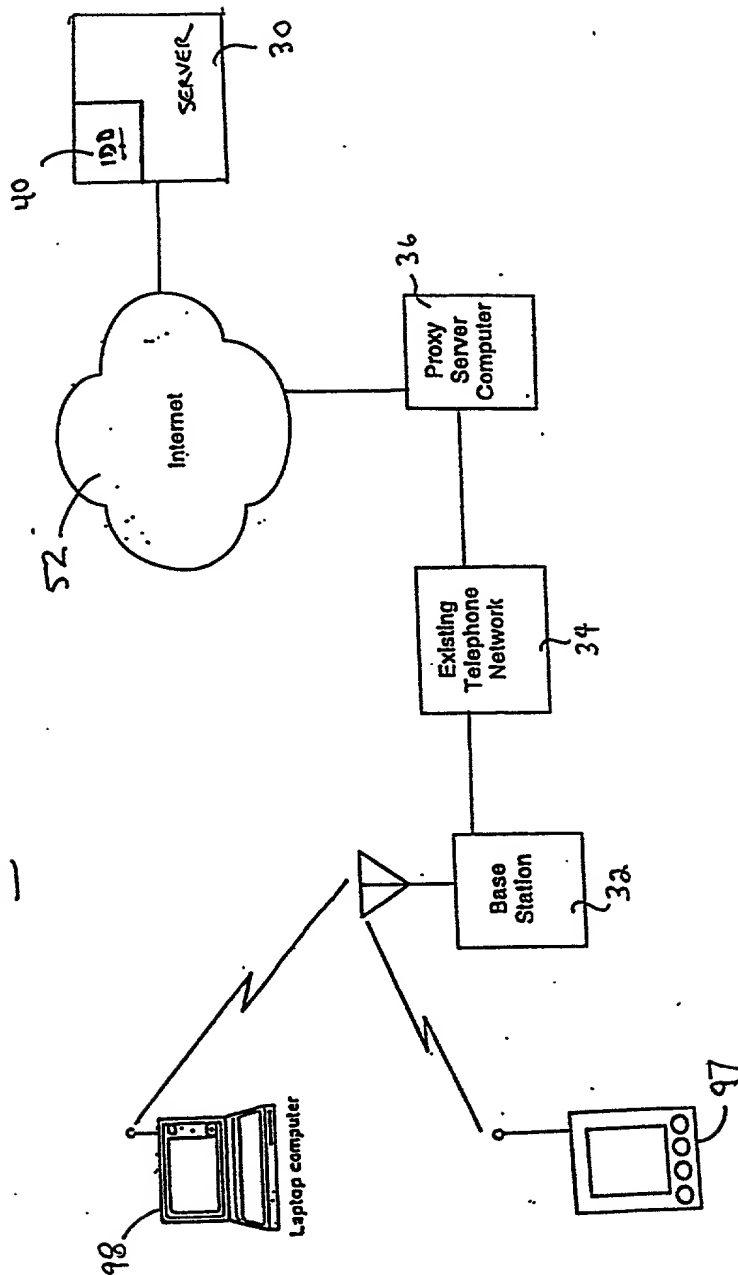 40
52
98
IDD
Internet
SERVER
30
Laptop computer
36
Proxy
Server
Computer
Existing
Telephone
Network
34
Base
Station
32
97